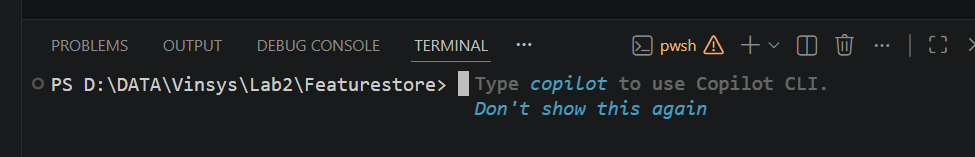 PROBLEMS OUTPUT DEBUG CONSOLE TERMINAL ··· pwsh ···
PS D:\DATA\Vinsys\Lab2\Featurestore> Type copilot to use Copilot CLI.
Don't show this again